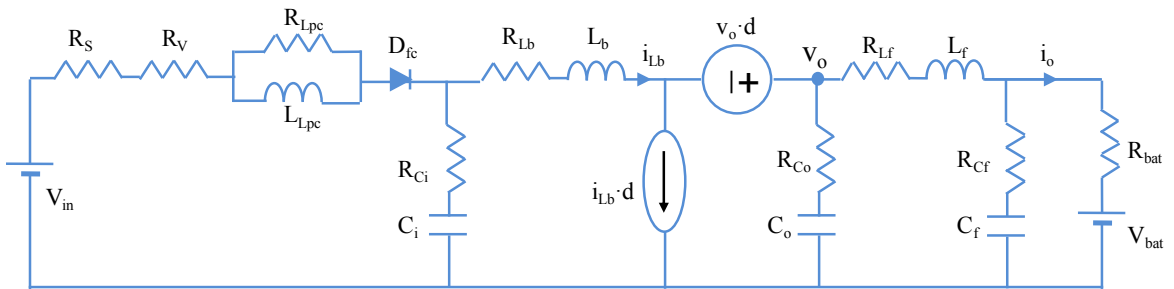 R_S
R_V
R_Lpc
L_Lpc
D_fc
R_Lb
L_b
i_Lb
v_o·d
v_o
R_Lf
L_f
i_o
V_in
R_Ci
C_i
i_Lb·d
R_Co
C_o
R_Cf
C_f
R_bat
V_bat